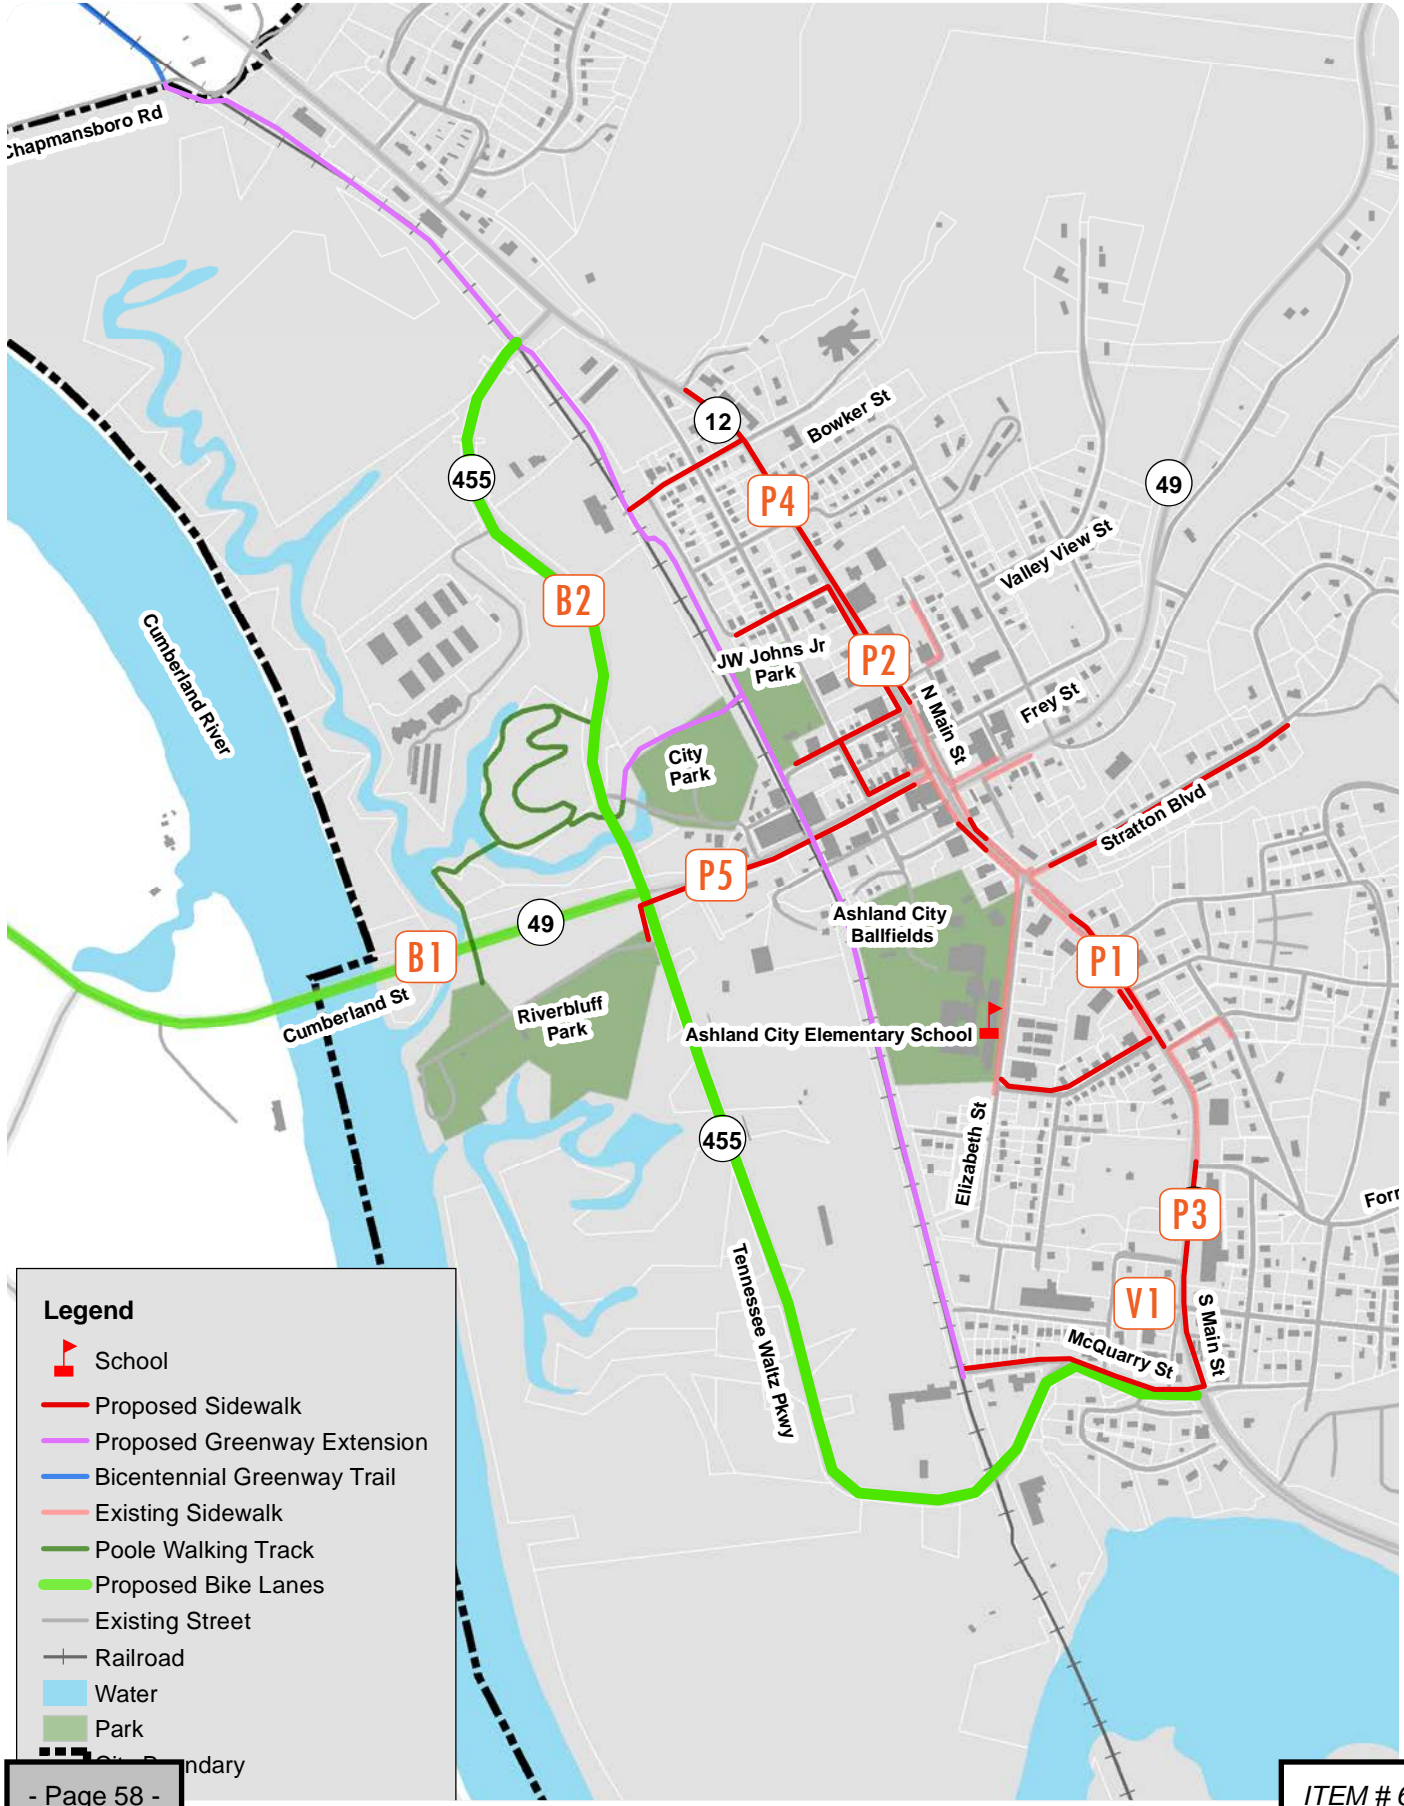 Chapmansboro Rd
12
Bowker St
455
49
P4
Valley View St
B2
Cumberland River
JW Johns Jr
Park
P2
N Main St
Frey St
City
Park
Stratton Blvd
P5
49
B1
Ashland City
Ballfields
P1
Cumberland St
Riverbluff
Park
Ashland City Elementary School
455
Elizabeth St
P3
Tennessee Waltz Pkwy
V1
S Main St
McQuarry St
Legend
School
Proposed Sidewalk
Proposed Greenway Extension
Bicentennial Greenway Trail
Existing Sidewalk
Poole Walking Track
Proposed Bike Lanes
Existing Street
Railroad
Water
Park
- Page 58 -
ITEM # 6